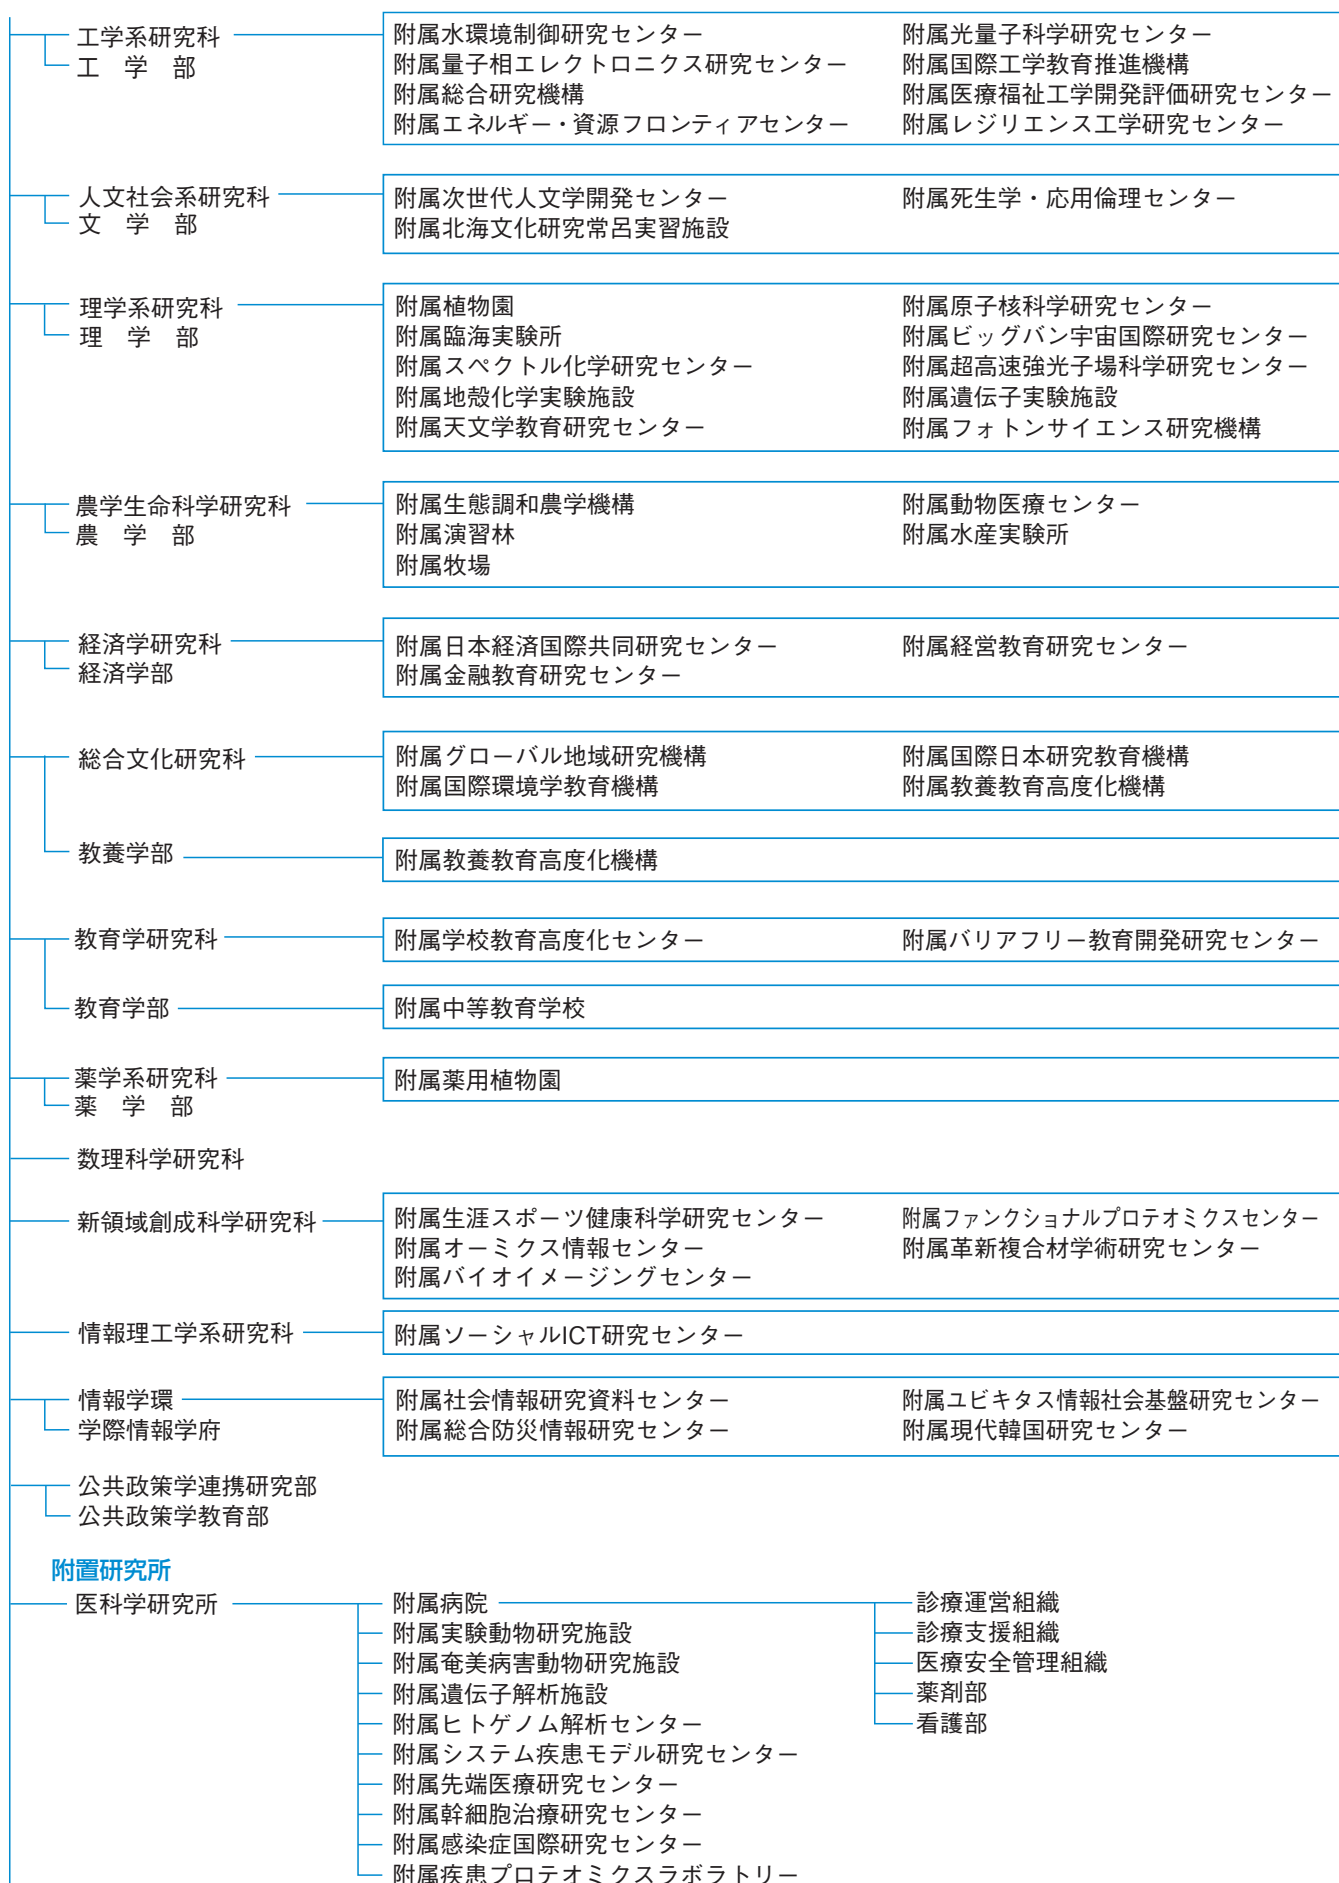 工学系研究科
工　学　部
附属水環境制御研究センター　附属光量子科学研究センター
附属量子相エレクトロニクス研究センター　附属国際工学教育推進機構
附属総合研究機構　附属医療福祉工学開発評価研究センター
附属エネルギー・資源フロンティアセンター　附属レジリエンス工学研究センター
人文社会系研究科
文　学　部
附属次世代人文学開発センター　附属死生学・応用倫理センター
附属北海文化研究常呂実習施設
理学系研究科
理　学　部
附属植物園　附属原子核科学研究センター
附属臨海実験所　附属ビッグバン宇宙国際研究センター
附属スペクトル化学研究センター　附属超高速強光子場科学研究センター
附属地殻化学実験施設　附属遺伝子実験施設
附属天文学教育研究センター　附属フォトンサイエンス研究機構
農学生命科学研究科
農　学　部
附属生態調和農学機構　附属動物医療センター
附属演習林　附属水産実験所
附属牧場
経済学研究科
経済学部
附属日本経済国際共同研究センター　附属経営教育研究センター
附属金融教育研究センター
総合文化研究科
附属グローバル地域研究機構　附属国際日本研究教育機構
附属国際環境学教育機構　附属教養教育高度化機構
教養学部
附属教養教育高度化機構
教育学研究科
附属学校教育高度化センター　附属バリアフリー教育開発研究センター
教育学部
附属中等教育学校
薬学系研究科
薬　学　部
附属薬用植物園
数理科学研究科
新領域創成科学研究科
附属生涯スポーツ健康科学研究センター　附属ファンクショナルプロテオミクスセンター
附属オーミクス情報センター　附属革新複合材学術研究センター
附属バイオイメージングセンター
情報理工学系研究科
附属ソーシャルICT研究センター
情報学環
学際情報学府
附属社会情報研究資料センター　附属ユビキタス情報社会基盤研究センター
附属総合防災情報研究センター　附属現代韓国研究センター
公共政策学連携研究部
公共政策学教育部
附置研究所
医科学研究所
附属病院　診療運営組織
附属実験動物研究施設　診療支援組織
附属奄美病害動物研究施設　医療安全管理組織
附属遺伝子解析施設　薬剤部
附属ヒトゲノム解析センター　看護部
附属システム疾患モデル研究センター
附属先端医療研究センター
附属幹細胞治療研究センター
附属感染症国際研究センター
附属疾患プロテオミクスラボラトリー